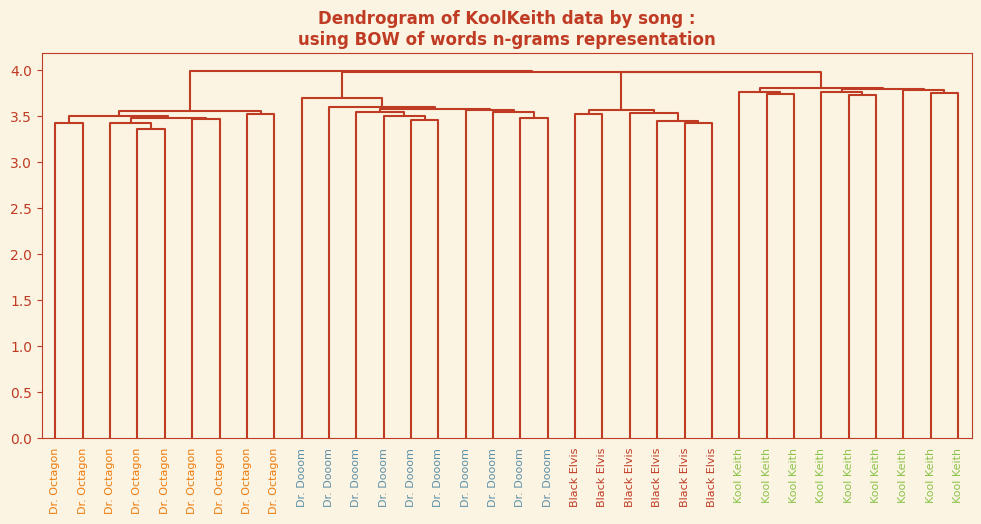 Dendrogram of KoolKeith data by song :
using BOW of words n-grams representation
4.0
3.5
3.0
2.5
2.0
1.5
1.0
0.5
0.0
Dr. Octagon
Dr. Octagon
Dr. Octagon
Dr. Octagon
Dr. Octagon
Dr. Octagon
Dr. Octagon
Dr. Octagon
Dr. Octagon
Dr. Dooom
Dr. Dooom
Dr. Dooom
Dr. Dooom
Dr. Dooom
Dr. Dooom
Dr. Dooom
Dr. Dooom
Dr. Dooom
Dr. Dooom
Black Elvis
Black Elvis
Black Elvis
Black Elvis
Black Elvis
Black Elvis
Kool Keith
Kool Keith
Kool Keith
Kool Keith
Kool Keith
Kool Keith
Kool Keith
Kool Keith
Kool Keith